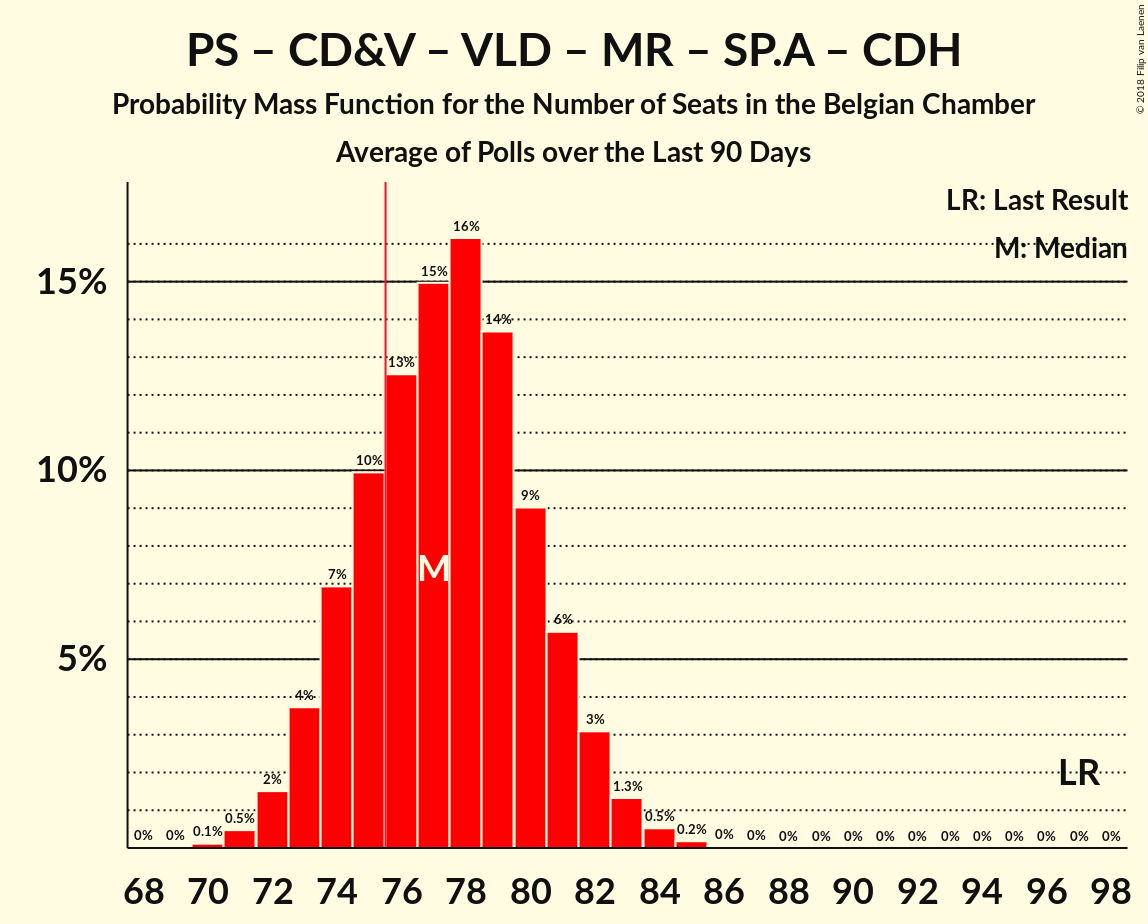 PS – CD&V – VLD – MR – SP.A – CDH
Probability Mass Function for the Number of Seats in the Belgian Chamber
Average of Polls over the Last 90 Days
© 2018 Filip van Laenen
LR: Last Result
M: Median
15%
10%
5%
0% 0% 0.1% 0.5% 2% 4% 7% 10% 13% 15% 16% 14% 9% 6% 3% 1.3% 0.5% 0.2% 0% 0% 0% 0% 0% 0% 0% 0% 0% 0% 0% 0% 0%
M
LR
68 70 72 74 76 78 80 82 84 86 88 90 92 94 96 98